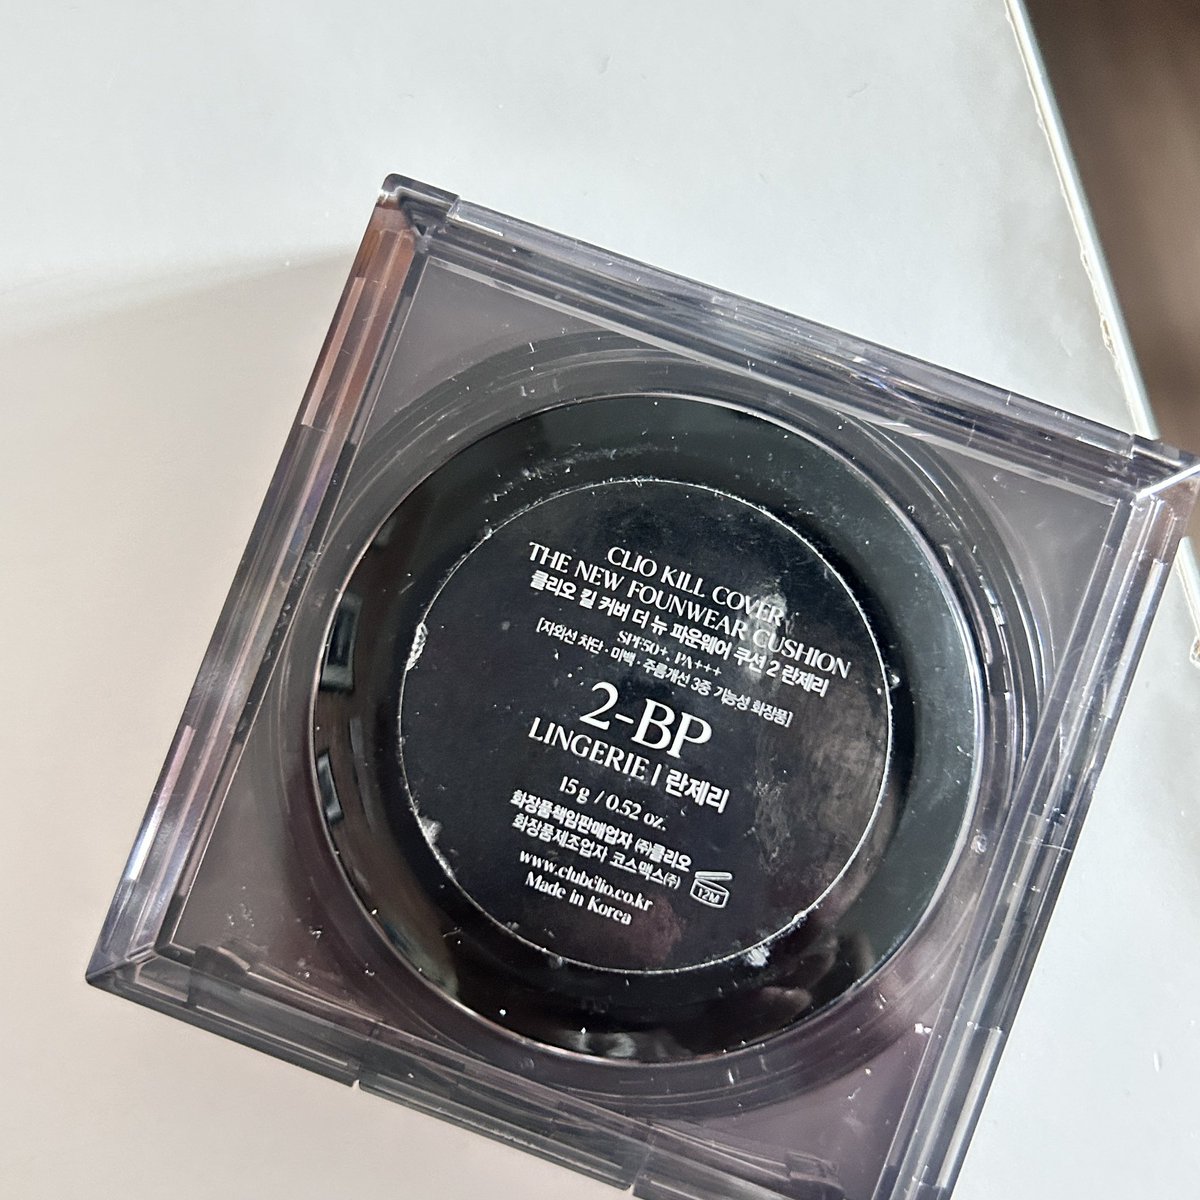 CLIO KILL COVER
THE NEW FOUNWEAR CUSHION
클리오 킬 커버 더 뉴 파운웨어 쿠션 2 란제리
SPF50+, PA+++
[자외선 차단 · 미백 · 주름개선 3중 기능성 화장품]
2-BP
LINGERIE | 란제리
15 g / 0.52 oz.
화장품책임판매업자 ㈜클리오
화장품제조업자 코스맥스㈜
12M
www.clubclio.co.kr
Made in Korea